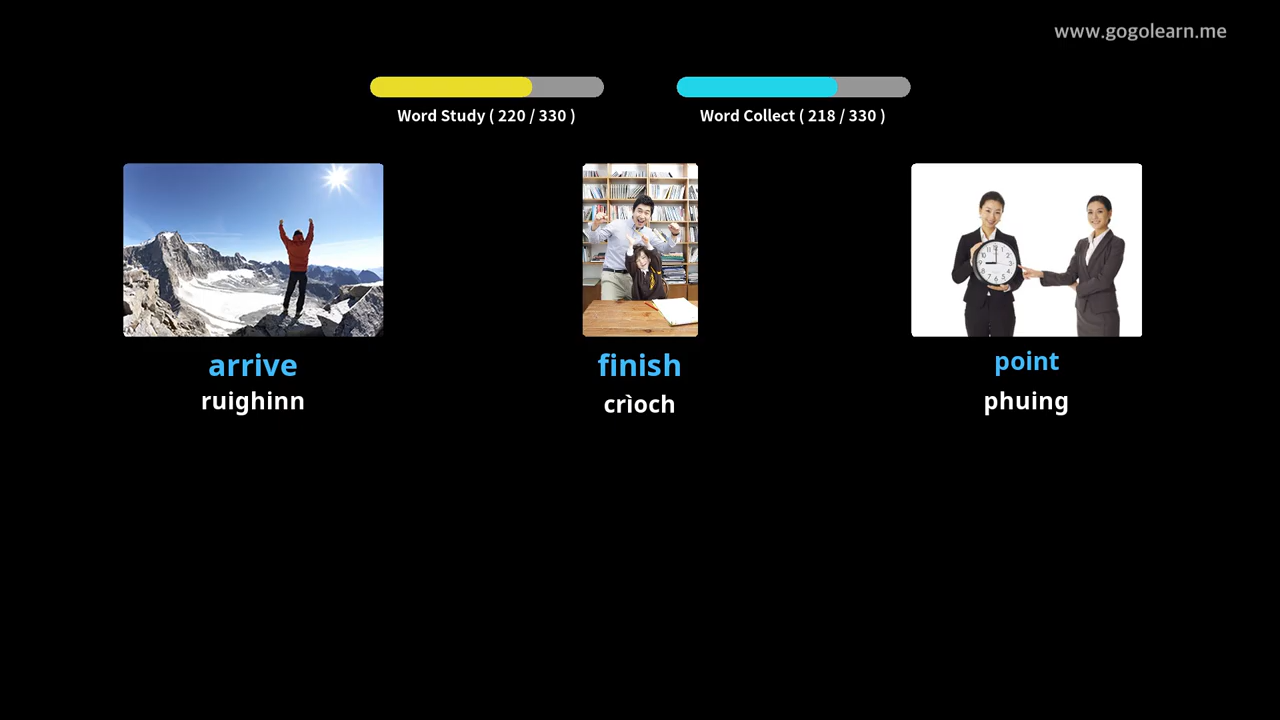 www.gogolearn.me
Word Study ( 220 / 330 )
Word Collect ( 218 / 330 )
arrive
ruighinn
finish
crìoch
point
phuing